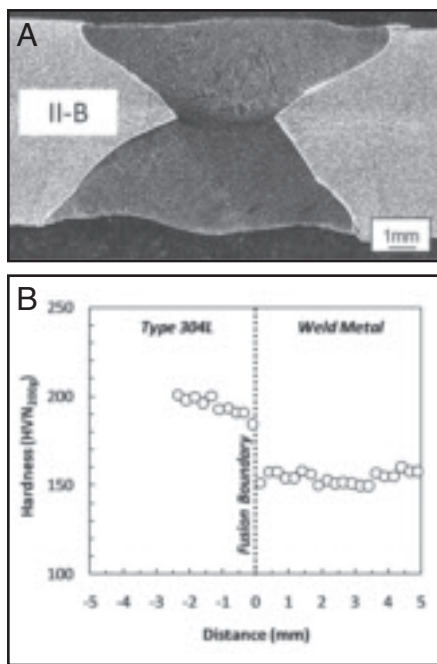 A
II-B
1mm
B
250
200
150
100
Hardness (HVN200g)
Type 304L
Weld Metal
Fusion Boundary
-5 -4 -3 -2 -1 0 1 2 3 4 5
Distance (mm)